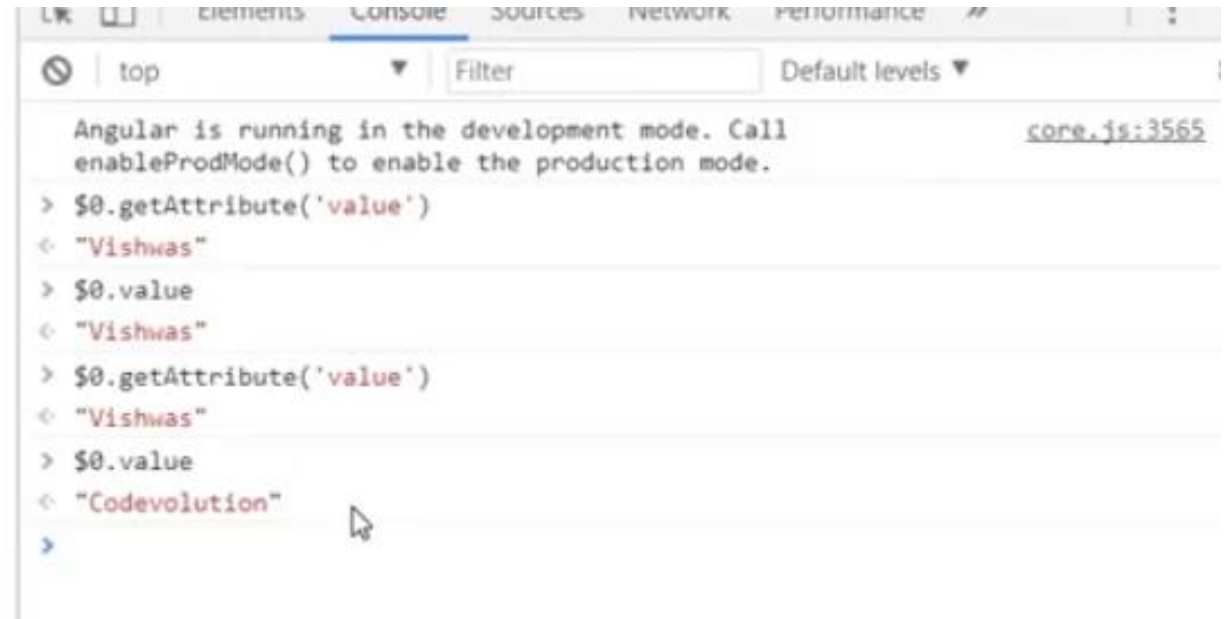 Elements Console Sources Network Performance »
top ▼ Filter Default levels ▼
Angular is running in the development mode. Call core.js:3565
enableProdMode() to enable the production mode.
> $0.getAttribute('value')
"Vishwas"
> $0.value
"Vishwas"
> $0.getAttribute('value')
"Vishwas"
> $0.value
"Codevolution"
>